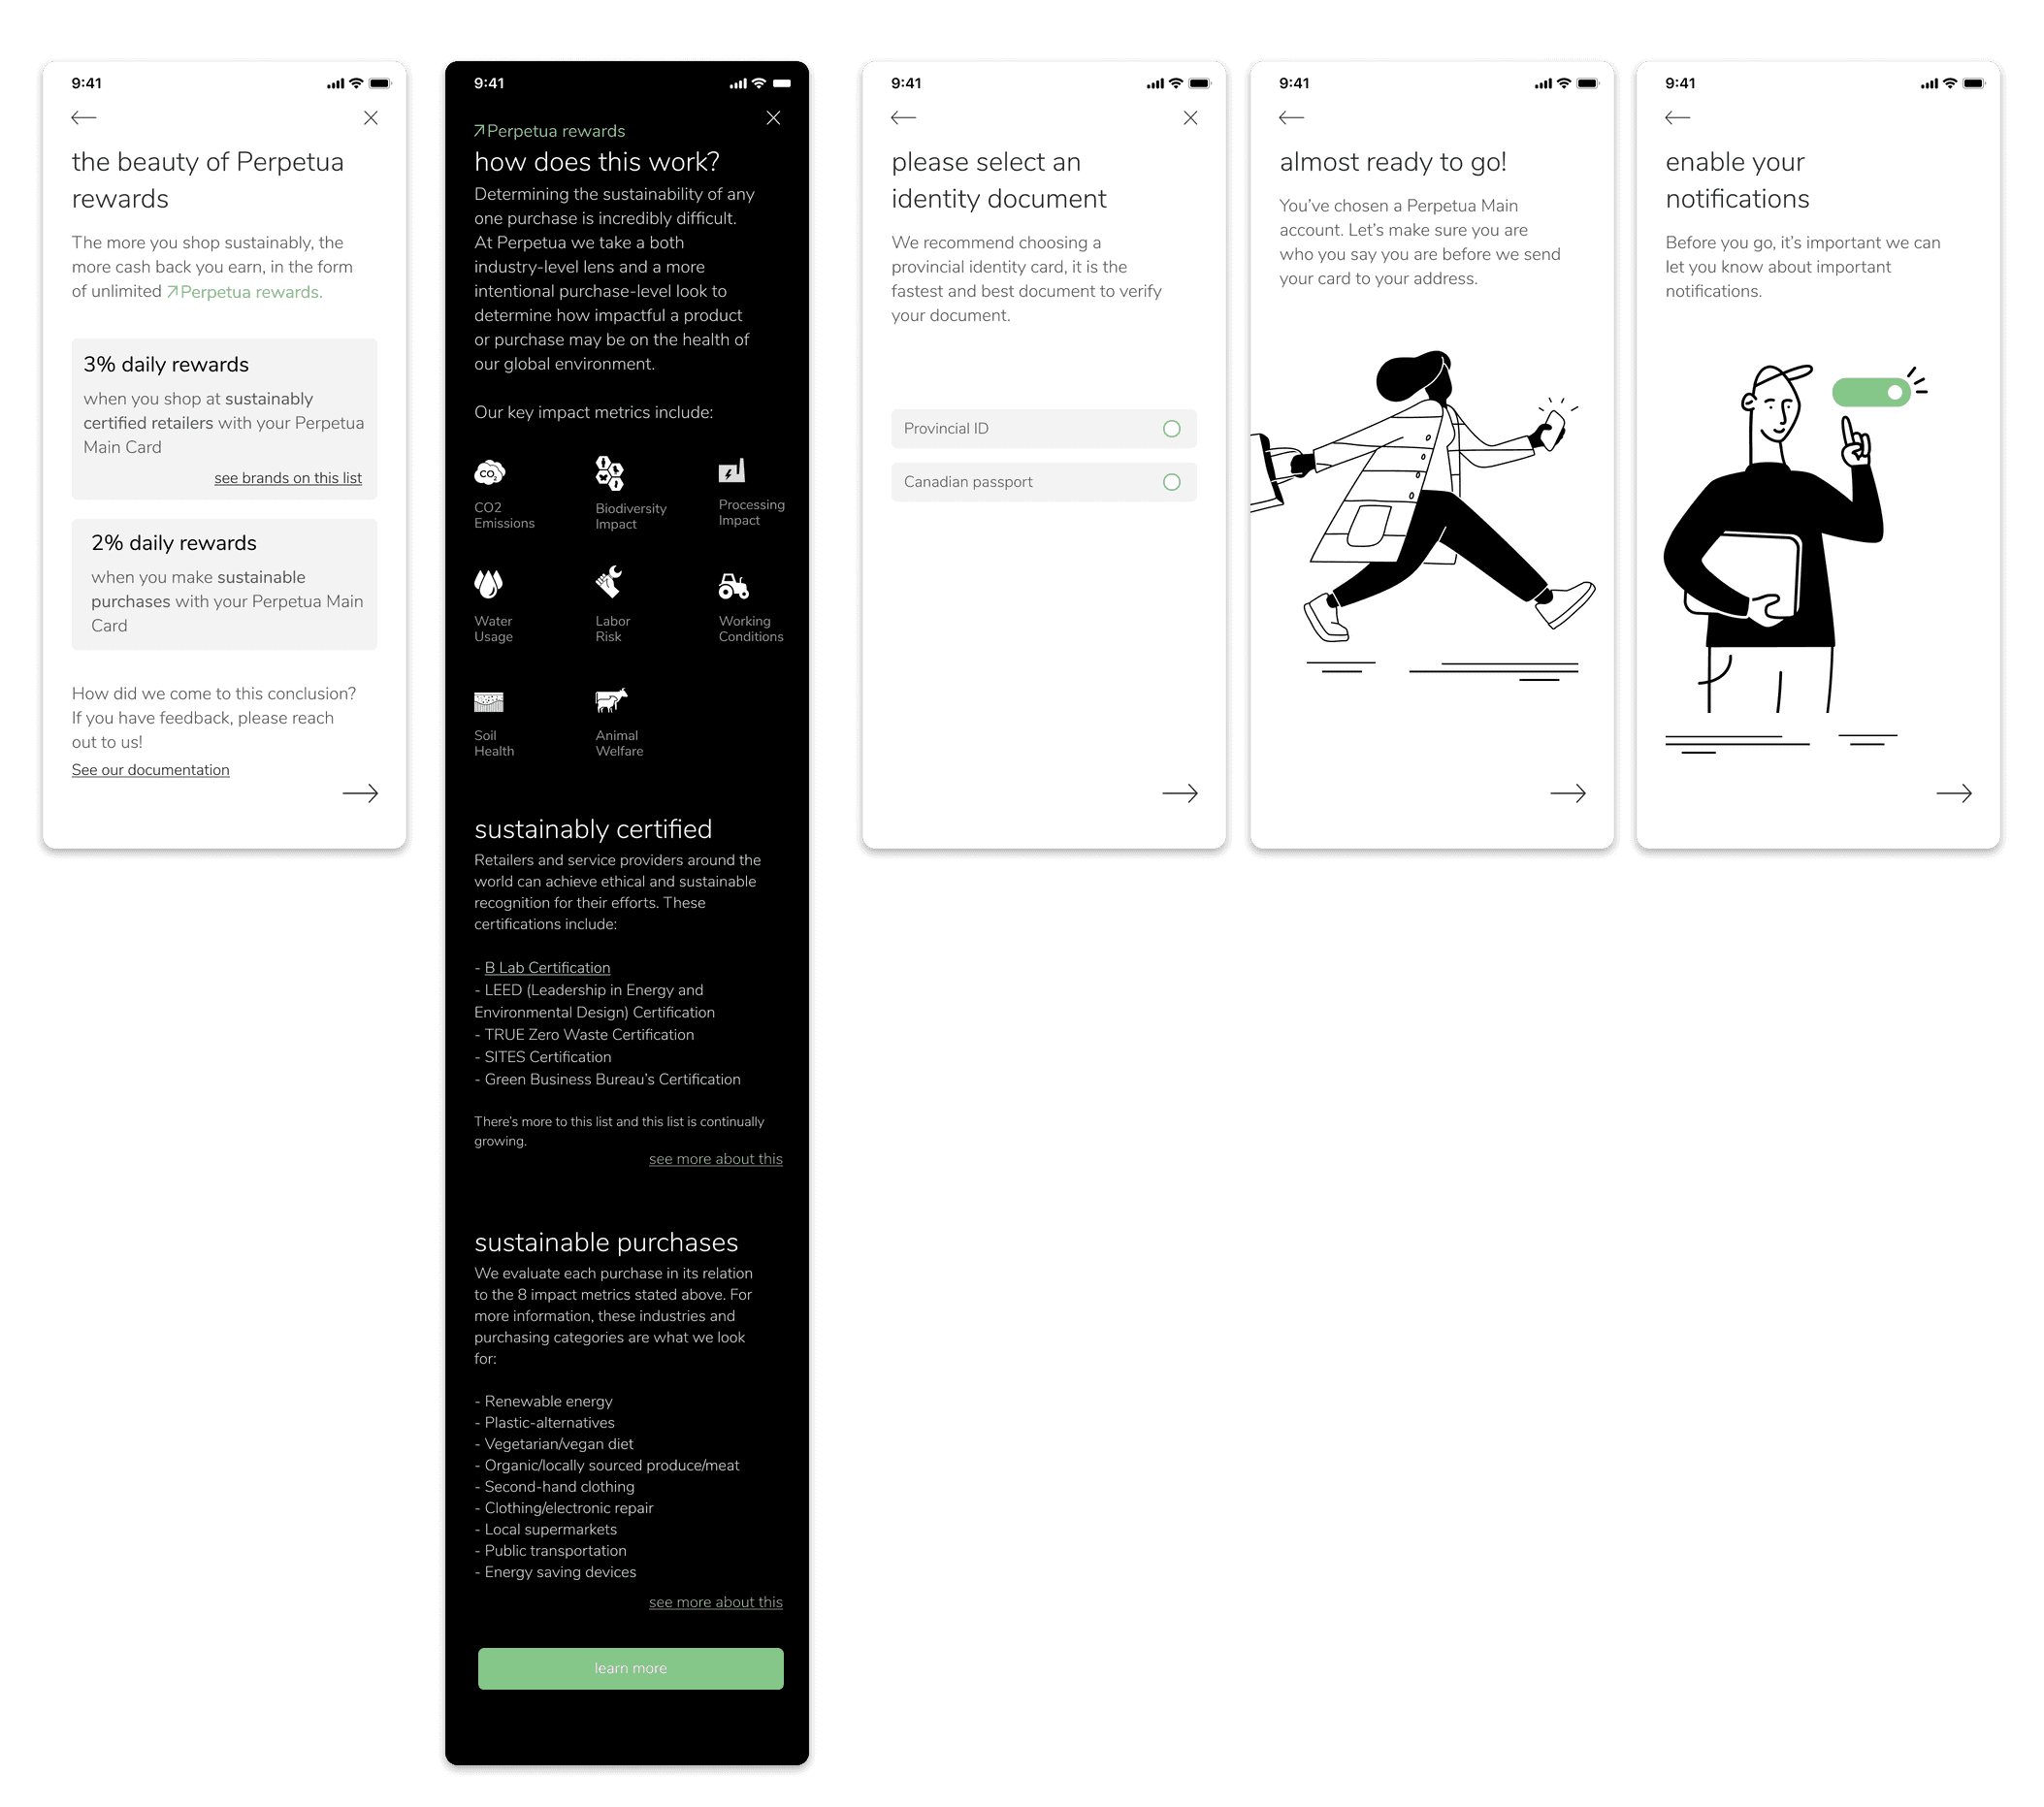 9:41
the beauty of Perpetua
rewards
The more you shop sustainably, the
more cash back you earn, in the form
of unlimited Perpetua rewards.
3% daily rewards
when you shop at sustainably
certified retailers with your Perpetua
Main Card
see brands on this list
2% daily rewards
when you make sustainable
purchases with your Perpetua Main
Card
How did we come to this conclusion?
If you have feedback, please reach
out to us!
See our documentation
9:41
Perpetua rewards
how does this work?
Determining the sustainability of any
one purchase is incredibly difficult.
At Perpetua we take a both
industry-level lens and a more
intentional purchase-level look to
determine how impactful a product
or purchase may be on the health of
our global environment.
Our key impact metrics include:
CO2
CO2
Emissions
Biodiversity
Impact
Processing
Impact
Water
Usage
Labor
Risk
Working
Conditions
Soil
Health
Animal
Welfare
sustainably certified
Retailers and service providers around the
world can achieve ethical and sustainable
recognition for their efforts. These
certifications include:
- B Lab Certification
- LEED (Leadership in Energy and
Environmental Design) Certification
- TRUE Zero Waste Certification
- SITES Certification
- Green Business Bureau's Certification
There's more to this list and this list is continually
growing.
see more about this
sustainable purchases
We evaluate each purchase in its relation
to the 8 impact metrics stated above. For
more information, these industries and
purchasing categories are what we look
for:
- Renewable energy
- Plastic-alternatives
- Vegetarian/vegan diet
- Organic/locally sourced produce/meat
- Second-hand clothing
- Clothing/electronic repair
- Local supermarkets
- Public transportation
- Energy saving devices
see more about this
learn more
9:41
please select an
identity document
We recommend choosing a
provincial identity card, it is the
fastest and best document to verify
your document.
Provincial ID
Canadian passport
9:41
almost ready to go!
You've chosen a Perpetua Main
account. Let's make sure you are
who you say you are before we send
your card to your address.
9:41
enable your
notifications
Before you go, it's important we can
let you know about important
notifications.